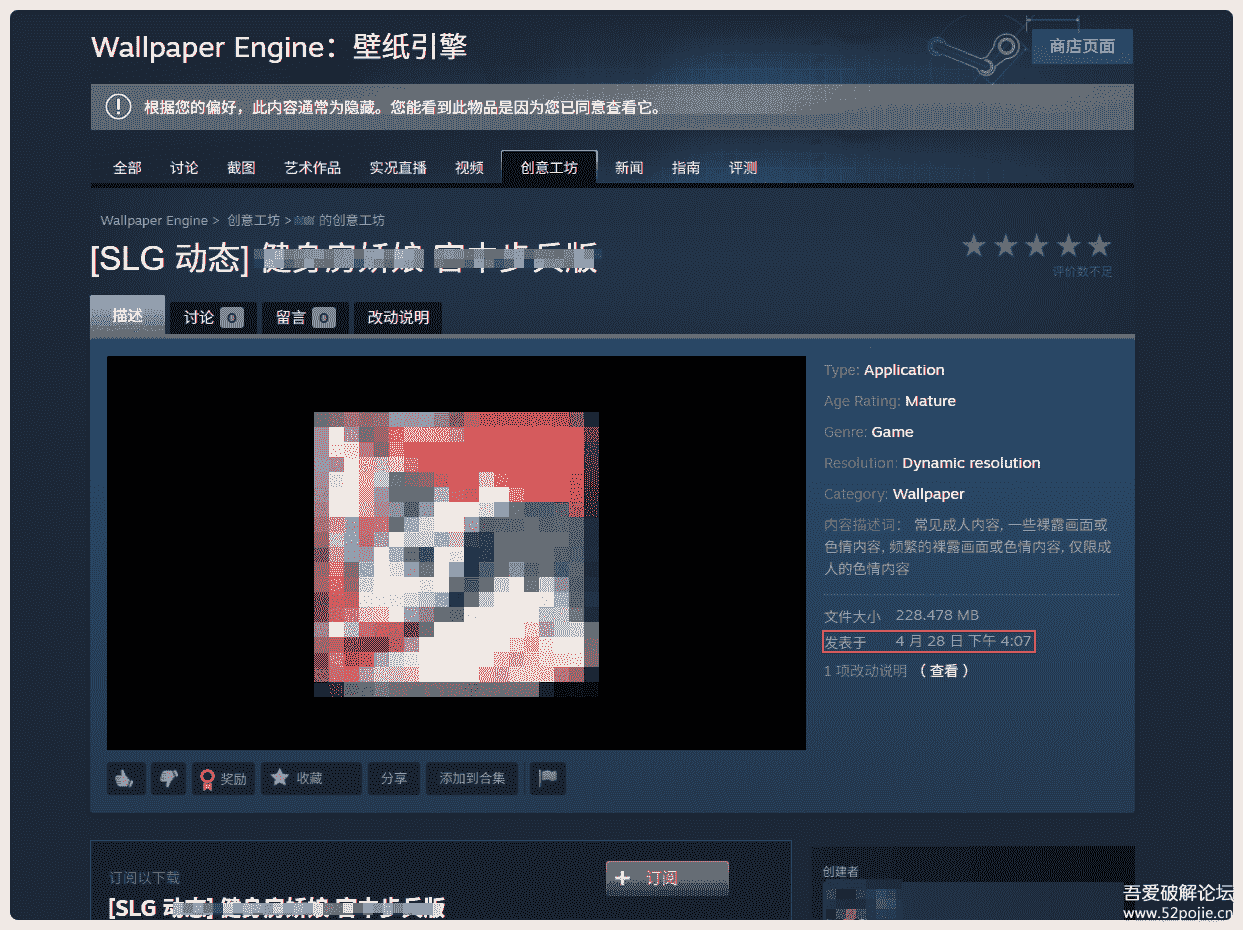 Wallpaper Engine：壁纸引擎
商店页面
根据您的偏好，此内容通常为隐藏。您能看到此物品是因为您已同意查看它。
全部 讨论 截图 艺术作品 实况直播 视频 创意工坊 新闻 指南 评测
Wallpaper Engine > 创意工坊 > 的创意工坊
[SLG 动态]
评价数不足
描述 讨论 0 留言 0 改动说明
Type: Application
Age Rating: Mature
Genre: Game
Resolution: Dynamic resolution
Category: Wallpaper
内容描述词： 常见成人内容, 一些裸露画面或
色情内容, 频繁的裸露画面或色情内容, 仅限成
人的色情内容
文件大小 228.478 MB
发表于 4 月 28 日 下午 4:07
1 项改动说明 （ 查看 ）
奖励 收藏 分享 添加到合集
订阅以下载
[SLG 动态]
+ 订阅
创建者
吾爱破解论坛
www.52pojie.cn